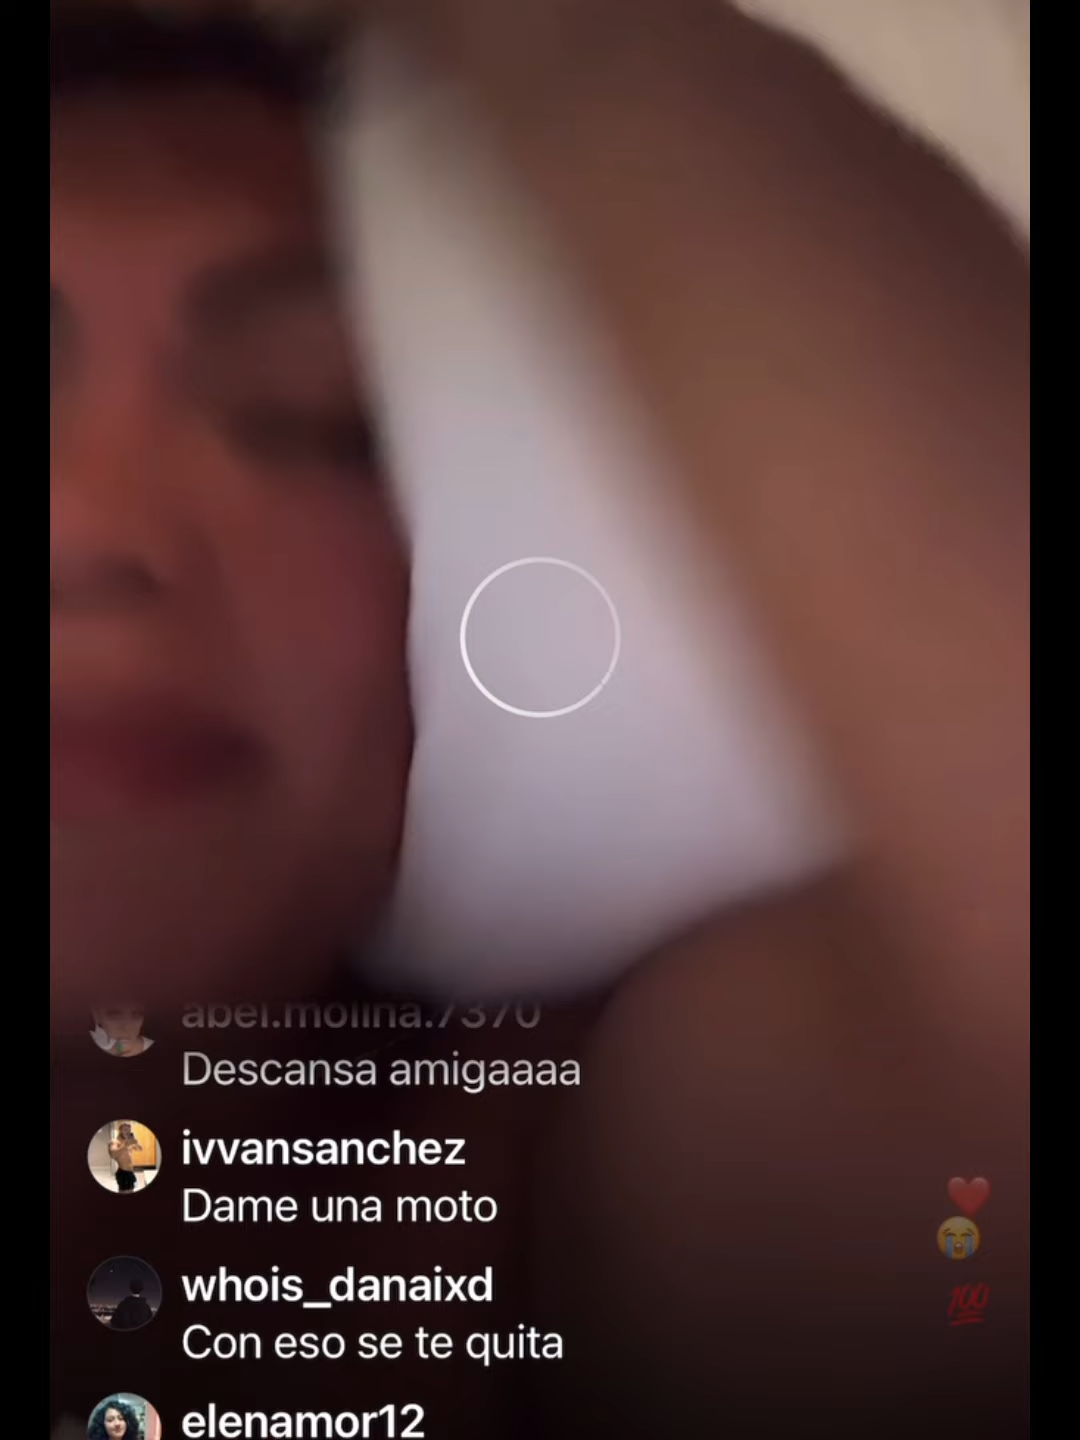 abel.molina.7370
Descansa amigaaaa
ivvansanchez
Dame una moto
whois_danaixd
Con eso se te quita
elenamor12